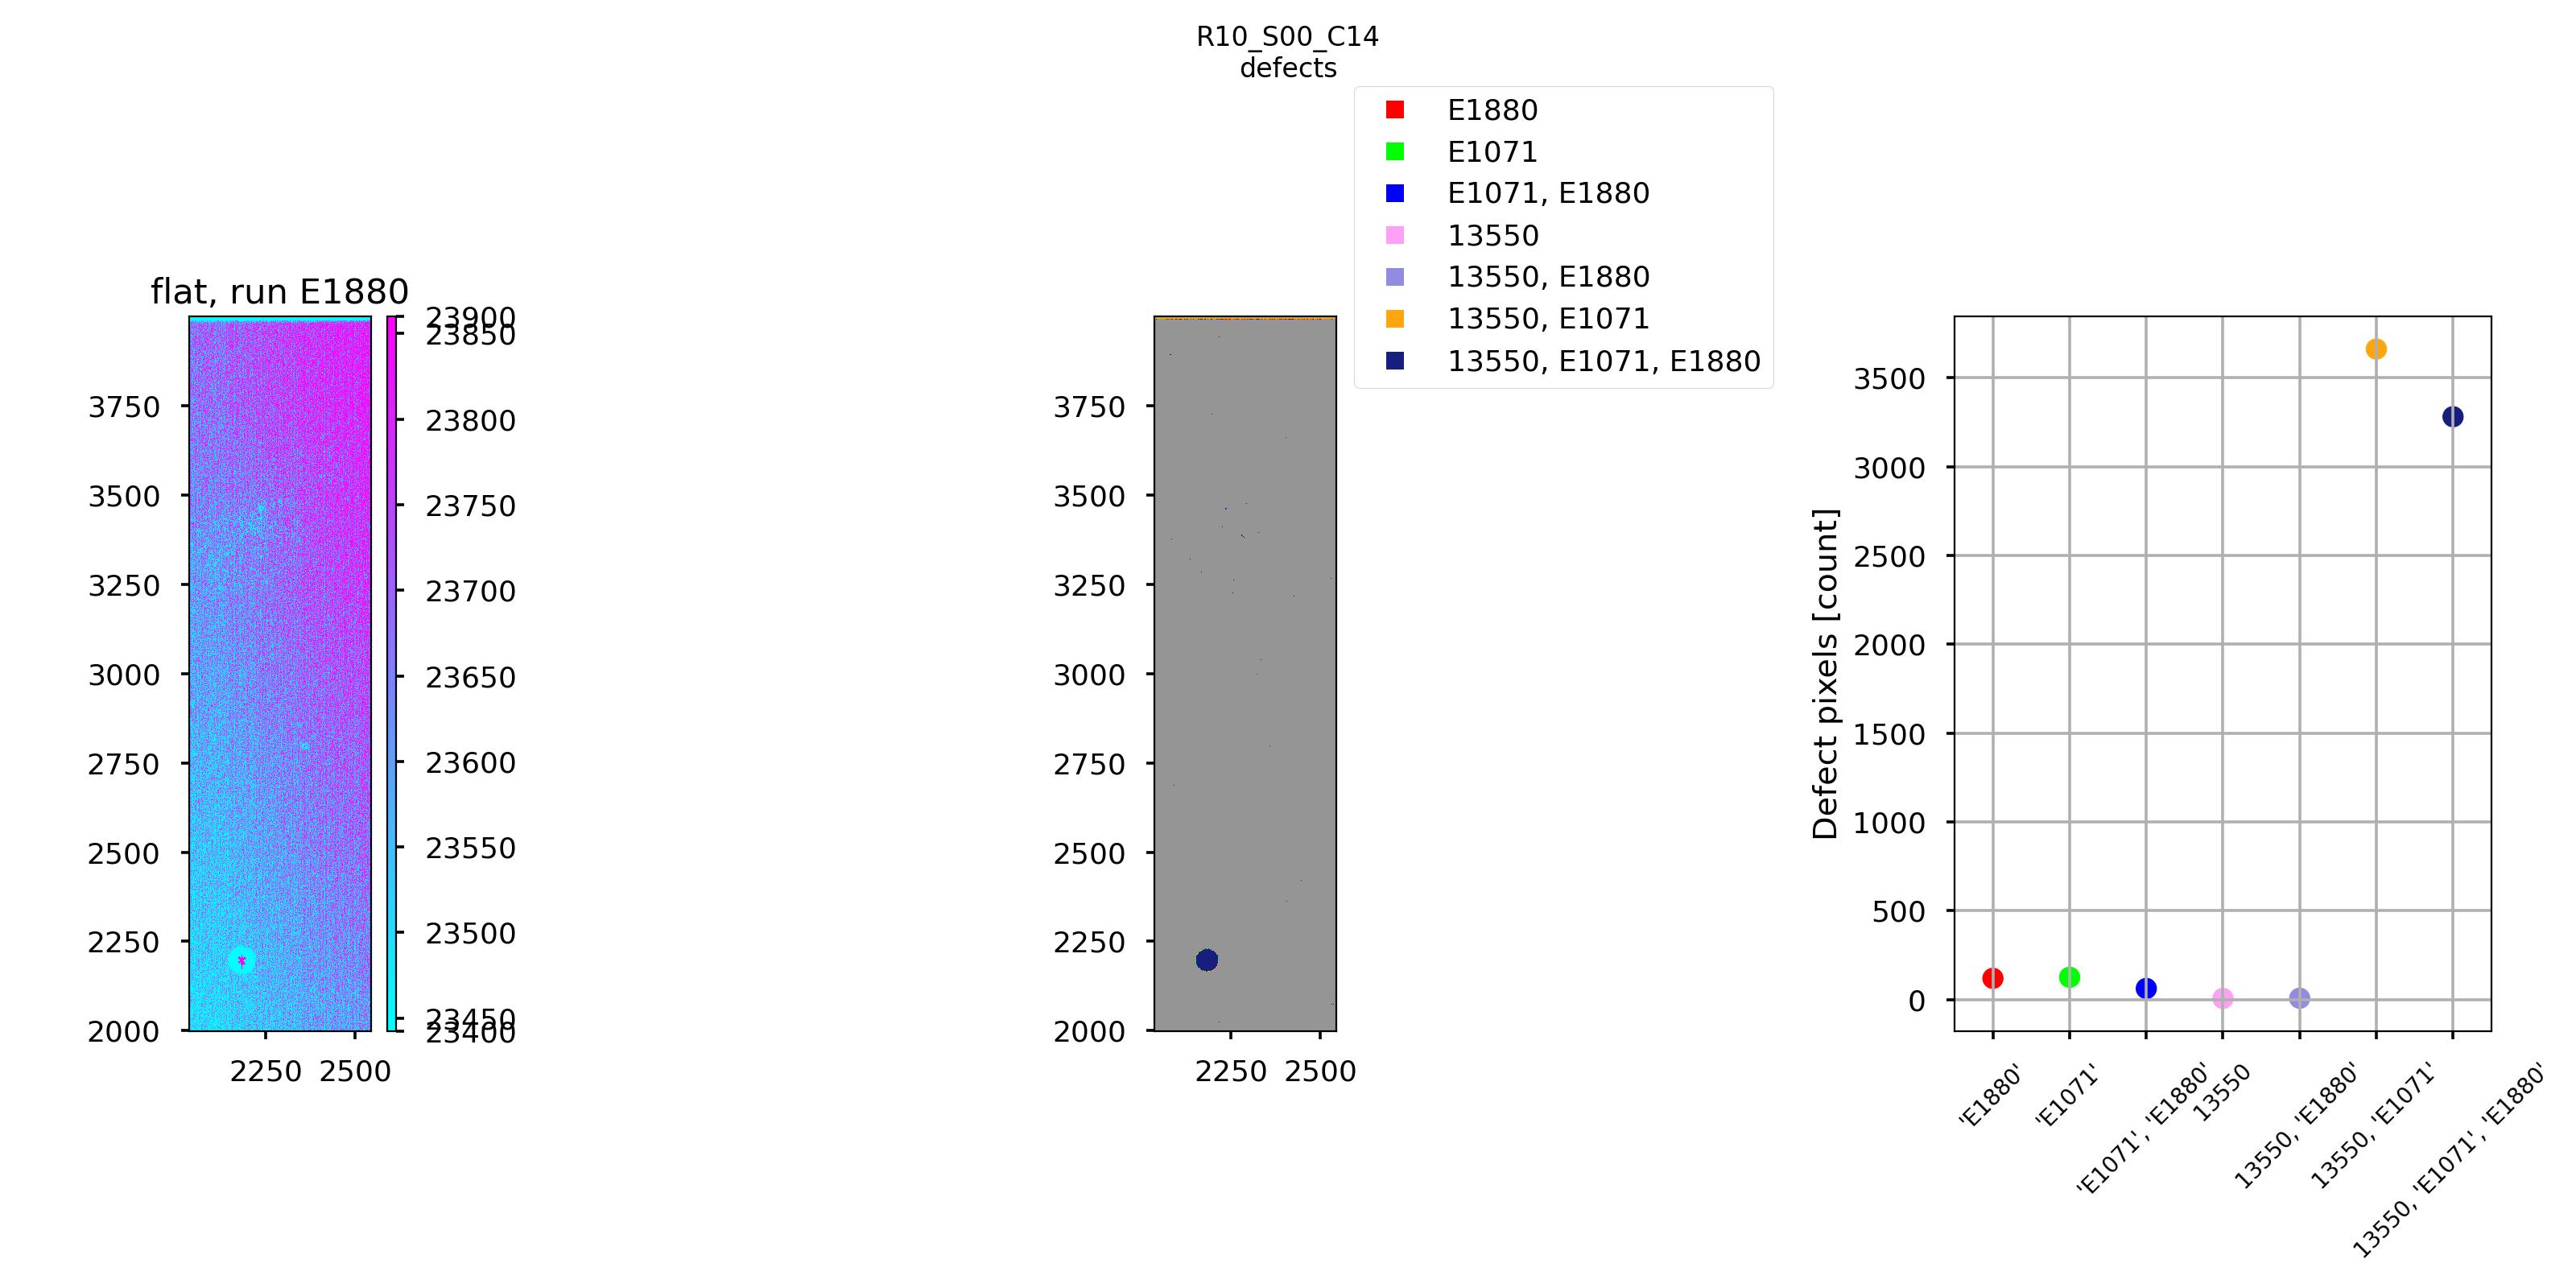 R10_S00_C14
defects
E1880
E1071
E1071, E1880
13550
13550, E1880
13550, E1071
13550, E1071, E1880
flat, run E1880
3750
3500
3250
3000
2750
2500
2250
2000
2250 2500
23900
23850
23800
23750
23700
23650
23600
23550
23500
23450
23400
3750
3500
3250
3000
2750
2500
2250
2000
2250 2500
Defect pixels [count]
3500
3000
2500
2000
1500
1000
500
0
'E1880'
'E1071'
'E1071', 'E1880'
13550
13550, 'E1880'
13550, 'E1071'
13550, 'E1071', 'E1880'